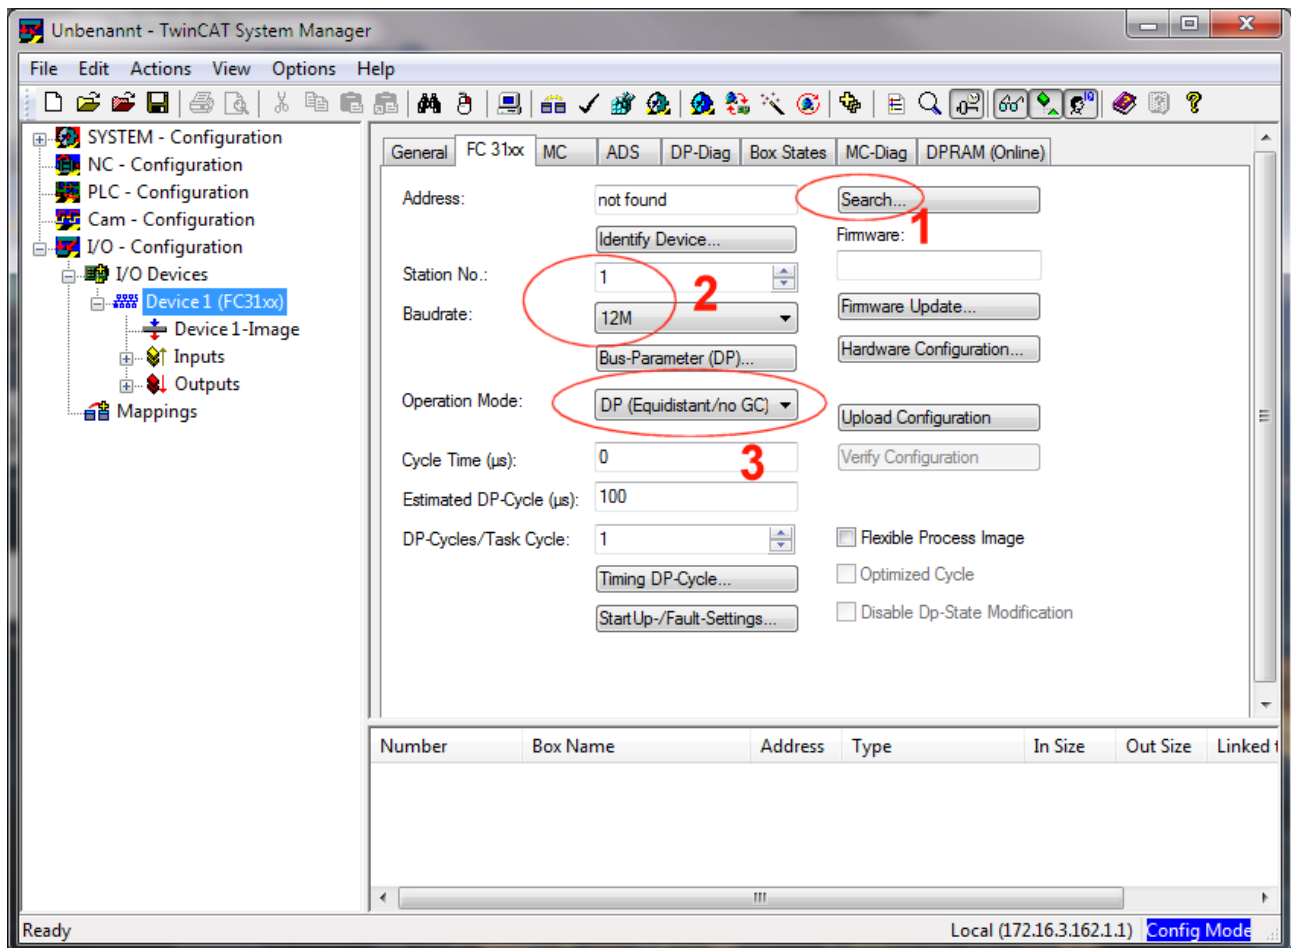 Unbenannt - TwinCAT System Manager
File Edit Actions View Options Help
SYSTEM - Configuration
NC - Configuration
PLC - Configuration
Cam - Configuration
I/O - Configuration
I/O Devices
Device 1 (FC31xx)
Device 1-Image
Inputs
Outputs
Mappings
General FC 31xx MC ADS DP-Diag Box States MC-Diag DPRAM (Online)
Address: not found Search... 1
Identify Device... Firmware:
Station No.: 1 2
Baudrate: 12M Firmware Update...
Bus-Parameter (DP)... Hardware Configuration...
Operation Mode: DP (Equidistant/no GC) Upload Configuration
Cycle Time (µs): 0 3 Verify Configuration
Estimated DP-Cycle (µs): 100
DP-Cycles/Task Cycle: 1 Flexible Process Image
Timing DP-Cycle... Optimized Cycle
StartUp-/Fault-Settings... Disable Dp-State Modification
Number Box Name Address Type In Size Out Size Linked
Ready Local (172.16.3.162.1.1) Config Mode